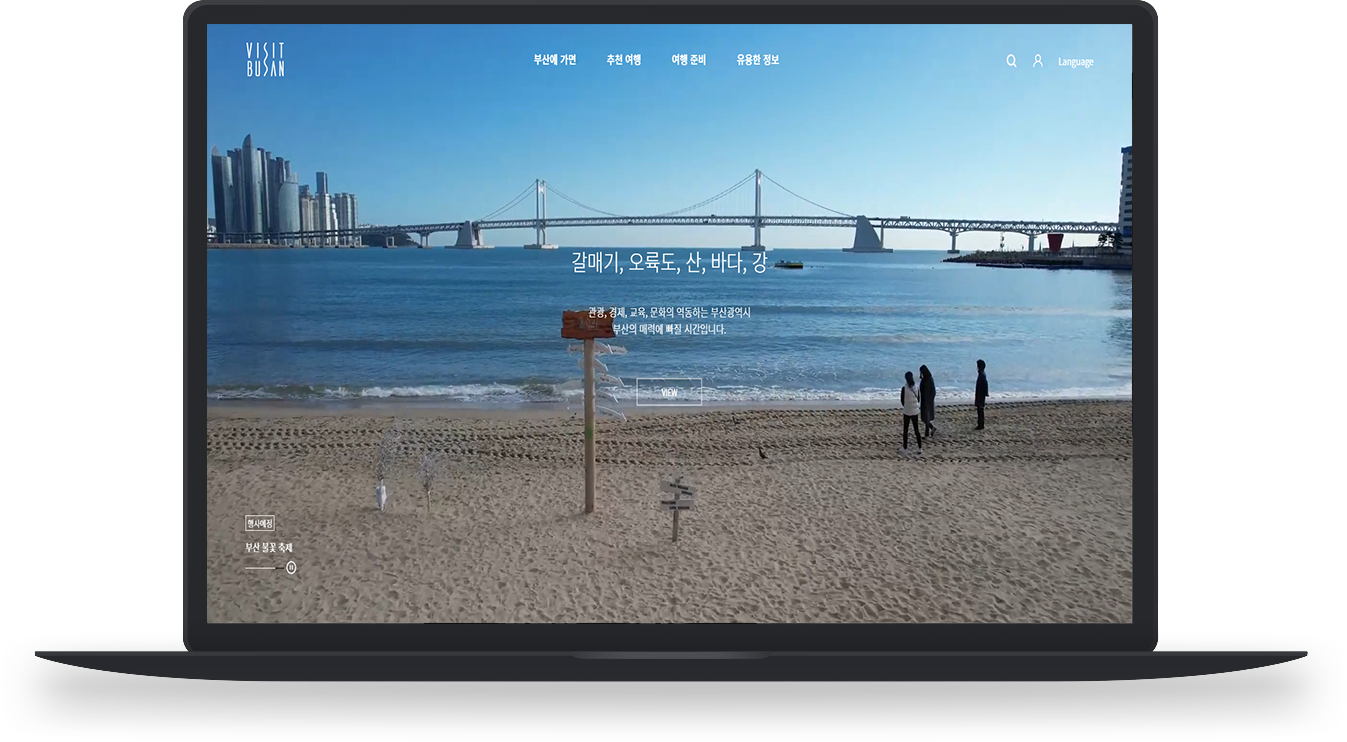 VISIT
BUSAN
부산에 가면 추천 여행 여행 준비 유용한 정보
Language
갈매기, 오륙도, 산, 바다, 강
관광, 경제, 교육, 문화의 역동하는 부산광역시
부산의 매력에 빠질 시간입니다.
VIEW
행사예정
부산 불꽃 축제